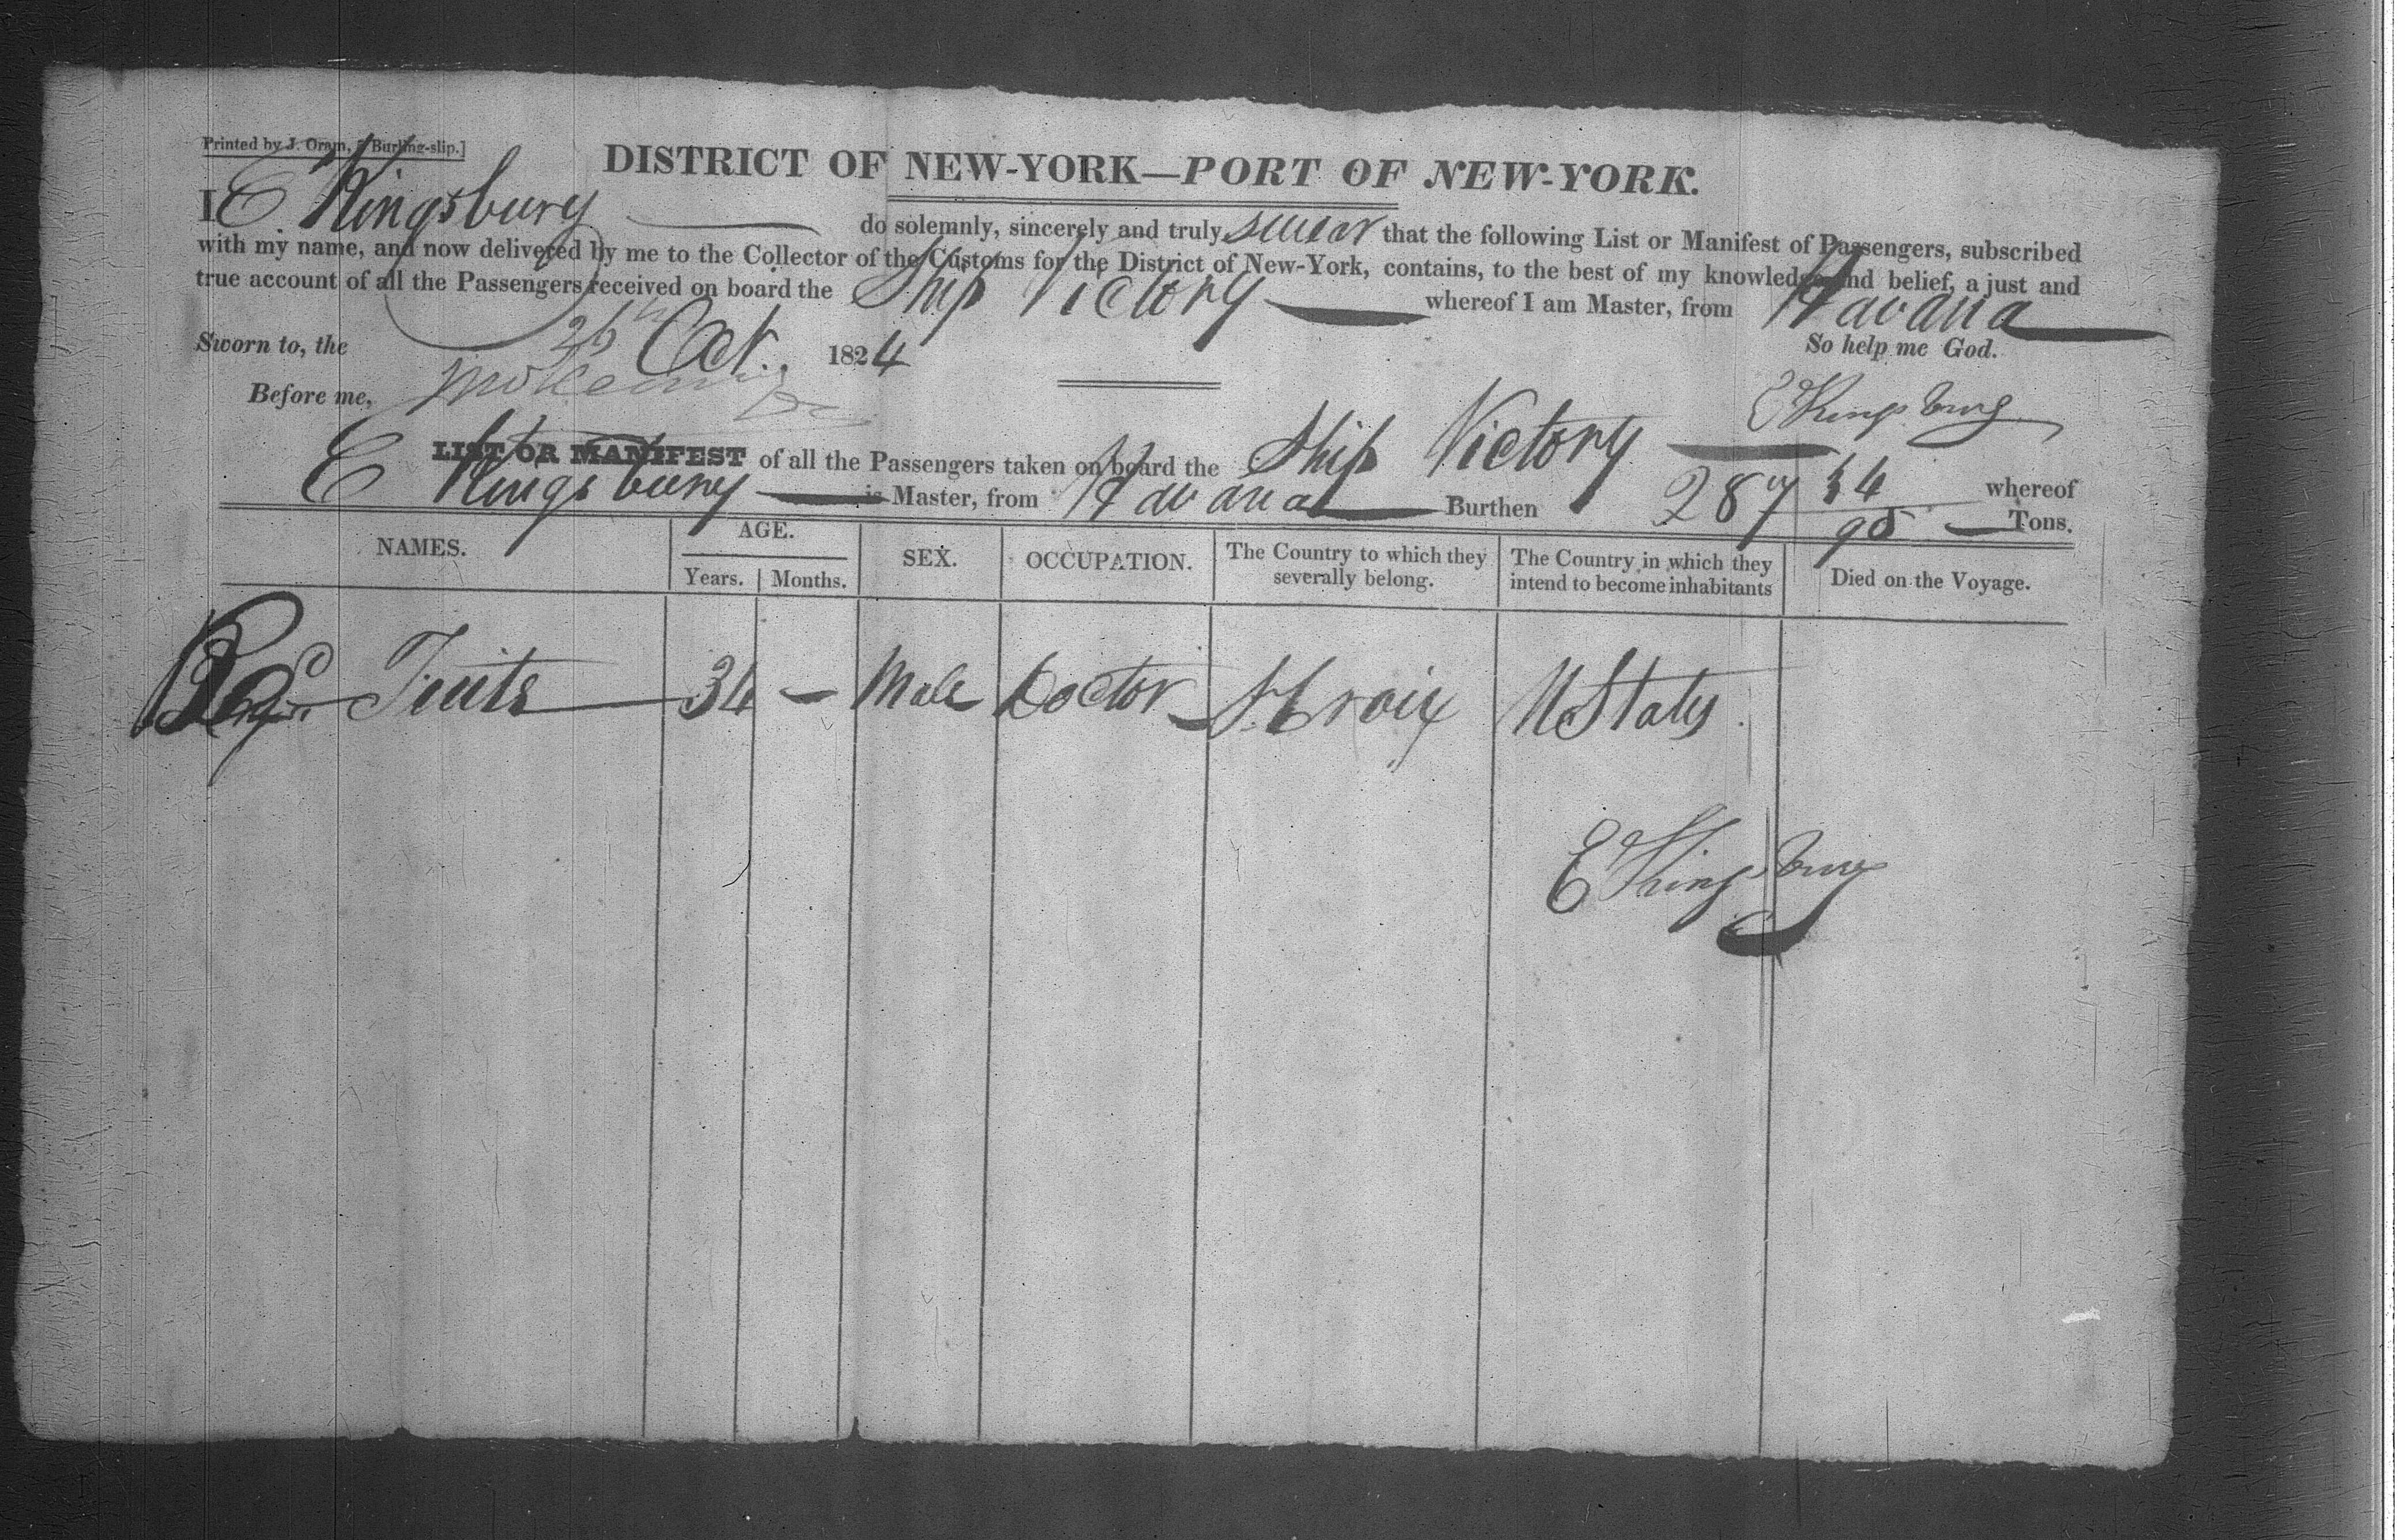 Printed by J. Oram, Burling-slip.]
DISTRICT OF NEW-YORK—PORT OF NEW-YORK.
I E Kingsbury do solemnly, sincerely and truly swear that the following List or Manifest of Passengers, subscribed
with my name, and now delivered by me to the Collector of the Customs for the District of New-York, contains, to the best of my knowledge and belief, a just and
true account of all the Passengers received on board the Ship Victory whereof I am Master, from Havana
Sworn to, the 26th Oct. 1824 So help me God.
Before me, E Kingsbury
LIST OR MANIFEST of all the Passengers taken on board the Ship Victory whereof
E Kingsbury is Master, from Havana Burthen 287 34/95 Tons.
NAMES. AGE. SEX. OCCUPATION. The Country to which they severally belong. The Country in which they intend to become inhabitants Died on the Voyage.
Years. Months.
34 — Male Doctor St Croix U States
E Kingsbury